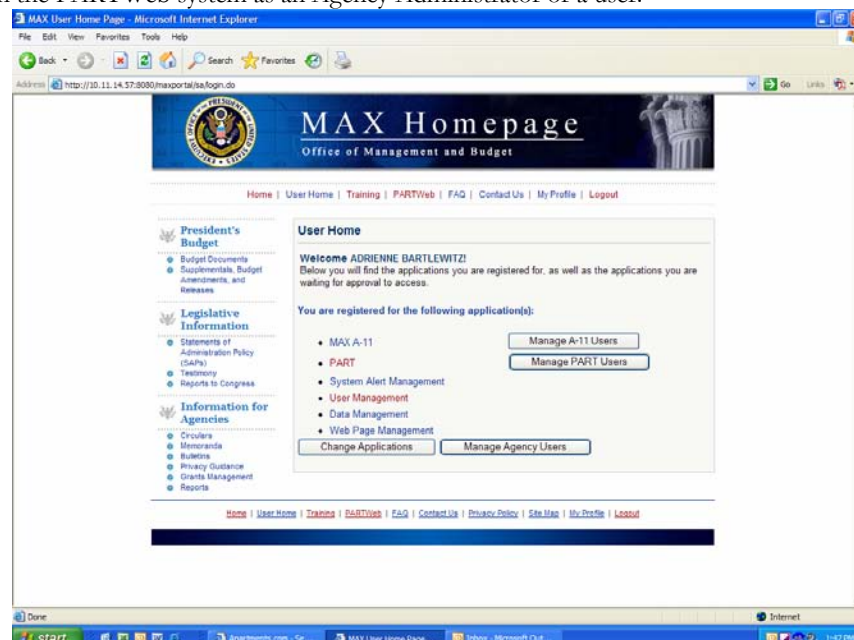 the PARTWeb system as an Agency Administrator or a user.
MAX User Home Page - Microsoft Internet Explorer
File Edit View Favorites Tools Help
Back Search Favorites
Address http://10.11.14.57:8080/maxportal/sa/login.do Go Links
MAX Homepage
Office of Management and Budget
Home | User Home | Training | PARTWeb | FAQ | Contact Us | My Profile | Logout
President's
Budget
Budget Documents
Supplementals, Budget
Amendments, and
Releases
Legislative
Information
Statements of
Administration Policy
(SAPs)
Testimony
Reports to Congress
Information for
Agencies
Circulars
Memoranda
Bulletins
Privacy Guidance
Grants Management
Reports
User Home
Welcome ADRIENNE BARTLEWITZ!
Below you will find the applications you are registered for, as well as the applications you are
waiting for approval to access.
You are registered for the following application(s):
MAX A-11 Manage A-11 Users
PART Manage PART Users
System Alert Management
User Management
Data Management
Web Page Management
Change Applications Manage Agency Users
Home | User Home | Training | PARTWeb | FAQ | Contact Us | Privacy Policy | Site Map | My Profile | Logout
Done Internet
start Apartments.com - Se... MAX User Home Page... Inbox - Microsoft Out... 1:47 PM